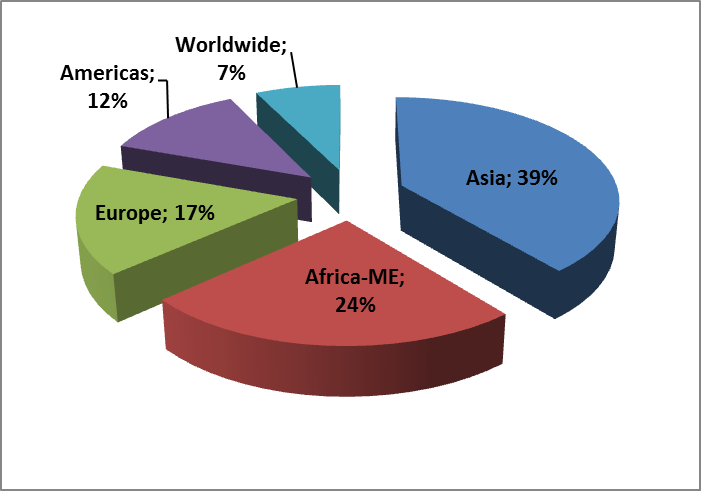 Worldwide;
7%
Americas;
12%
Asia; 39%
Europe; 17%
Africa-ME;
24%